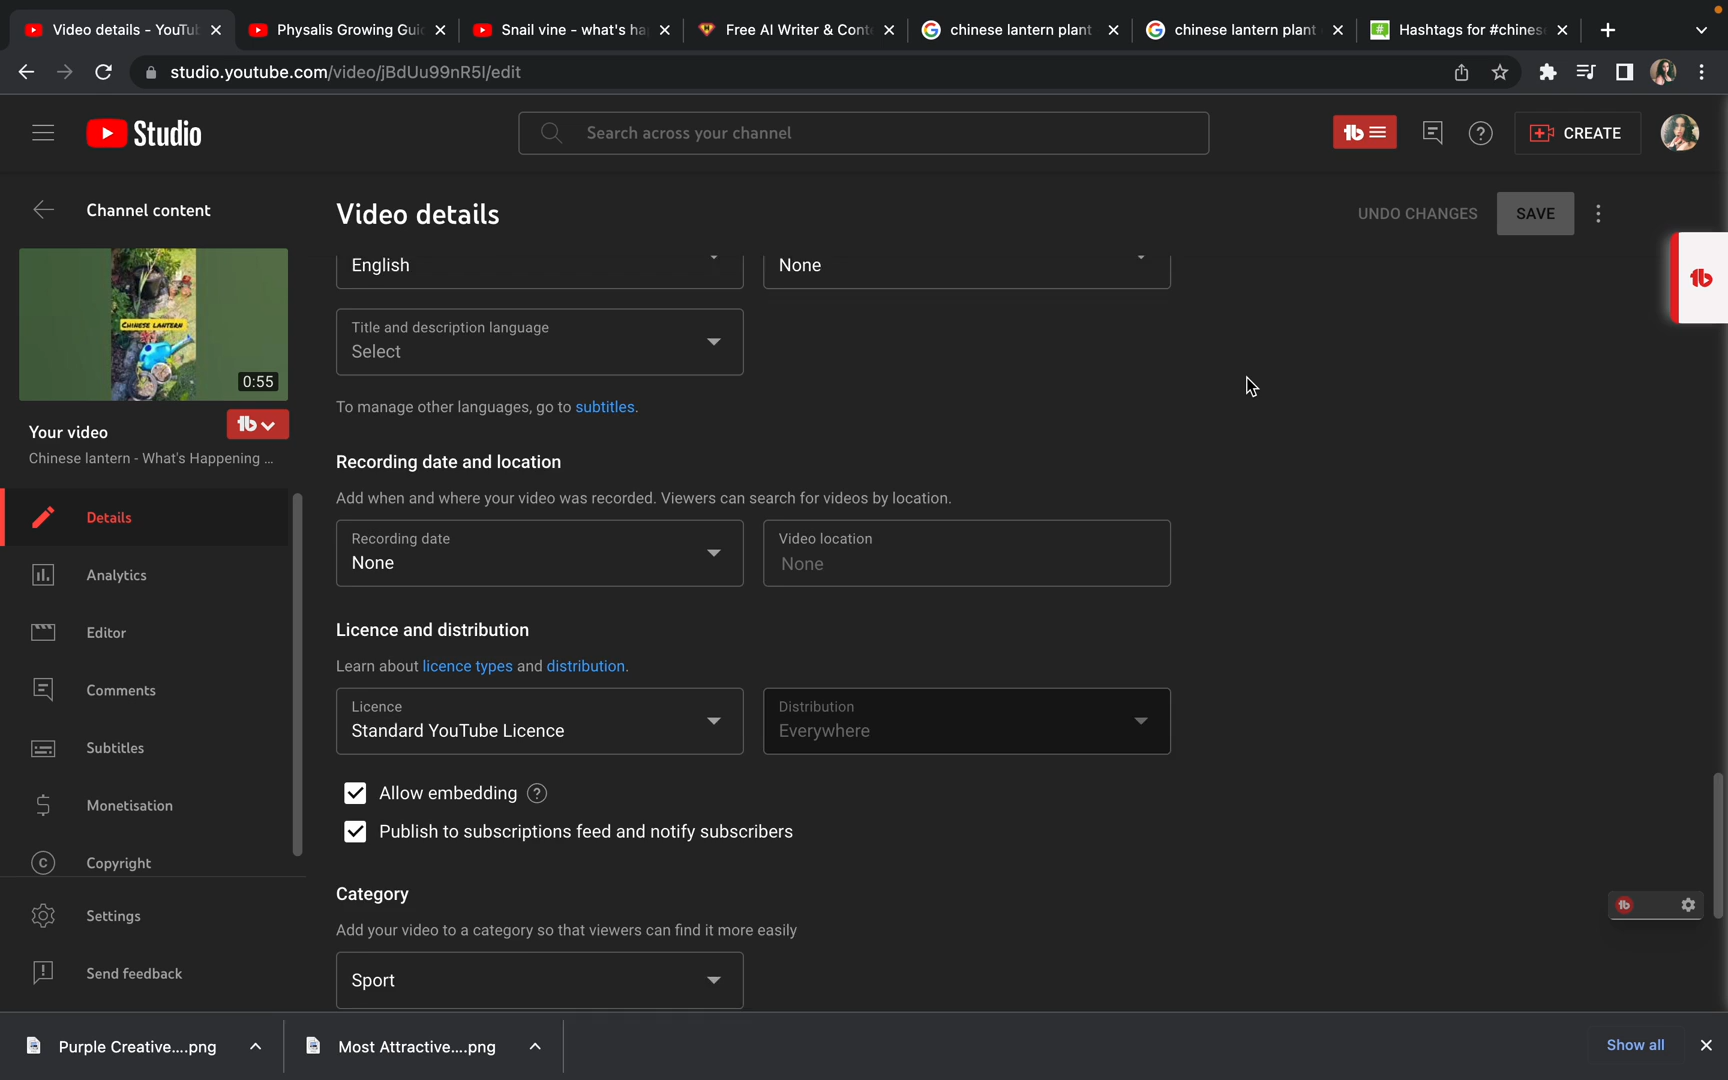 Video details - YouTu
Physalis Growing Gui
Snail vine - what's ha
Free AI Writer & Conte
chinese lantern plant
chinese lantern plant
Hashtags for #chines
studio.youtube.com/video/jBdUu99nR5I/edit
Studio
Search across your channel
CREATE
Channel content
Video details
UNDO CHANGES
SAVE
English
None
Title and description language
Select
CHINESE LANTERN
0:55
To manage other languages, go to subtitles.
Your video
Chinese lantern - What's Happening ...
Recording date and location
Add when and where your video was recorded. Viewers can search for videos by location.
Details
Recording date
None
Video location
None
Analytics
Licence and distribution
Editor
Learn about licence types and distribution.
Comments
Licence
Standard YouTube Licence
Distribution
Everywhere
Subtitles
Allow embedding
Monetisation
Publish to subscriptions feed and notify subscribers
Copyright
Category
Settings
Add your video to a category so that viewers can find it more easily
Send feedback
Sport
Purple Creative....png
Most Attractive....png
Show all